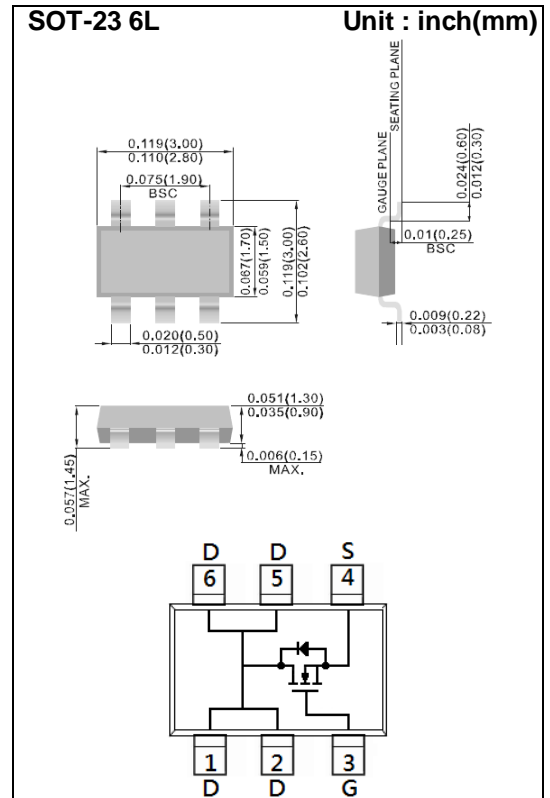 SOT-23 6L Unit : inch(mm)
SEATING PLANE
GAUGE PLANE
0.119(3.00)
0.110(2.80)
0.075(1.90)
BSC
0.067(1.70)
0.059(1.50)
0.119(3.00)
0.102(2.60)
0.024(0.60)
0.012(0.30)
0.01(0.25)
BSC
0.020(0.50)
0.012(0.30)
0.009(0.22)
0.003(0.08)
0.051(1.30)
0.035(0.90)
0.006(0.15)
MAX.
0.057(1.45)
MAX.
D D S
6 5 4
1 2 3
D D G